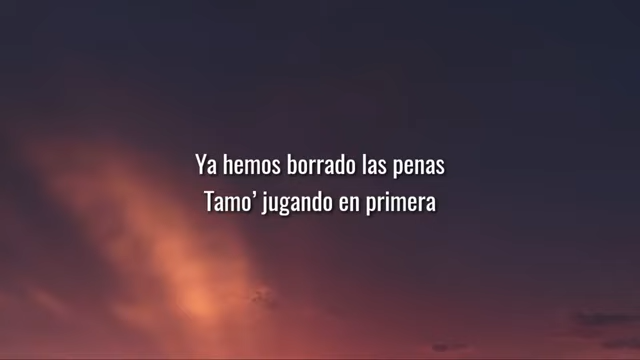 Ya hemos borrado las penas
Tamo’ jugando en primera